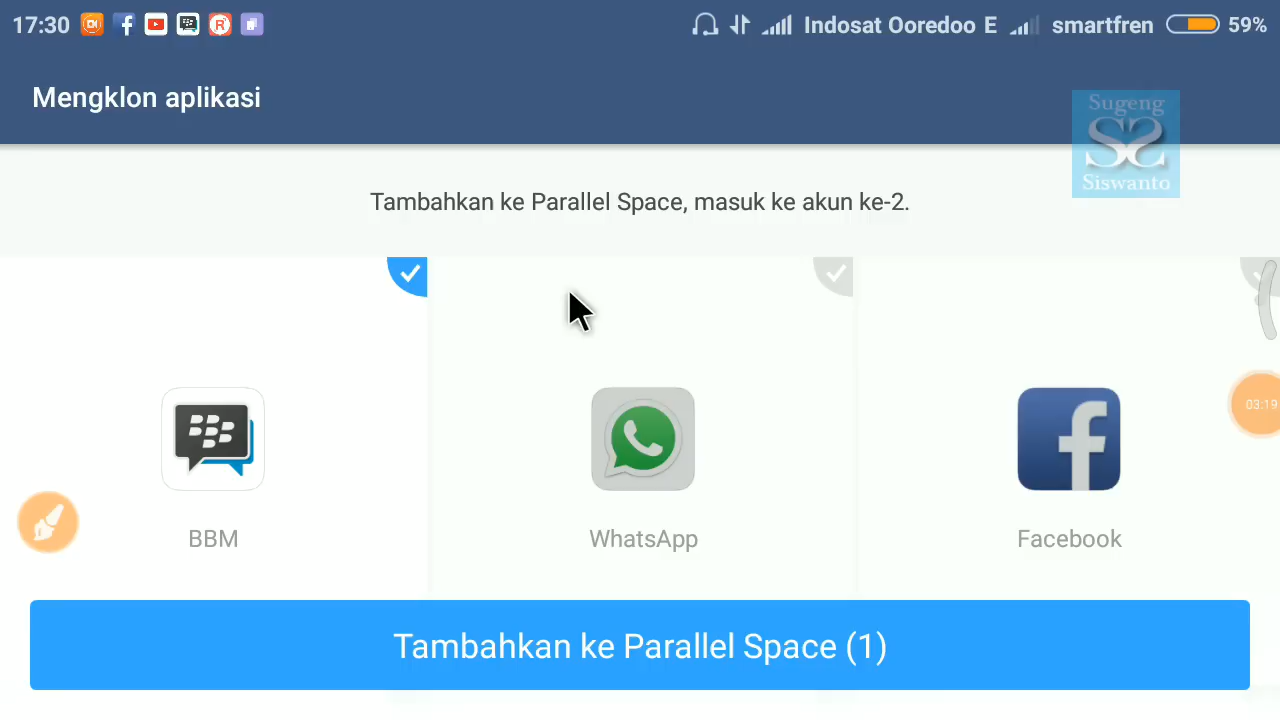 17:30 Indosat Ooredoo E smartfren 59%
Mengklon aplikasi
Sugeng
SS
Siswanto
Tambahkan ke Parallel Space, masuk ke akun ke-2.
03:19
BBM WhatsApp Facebook
Tambahkan ke Parallel Space (1)